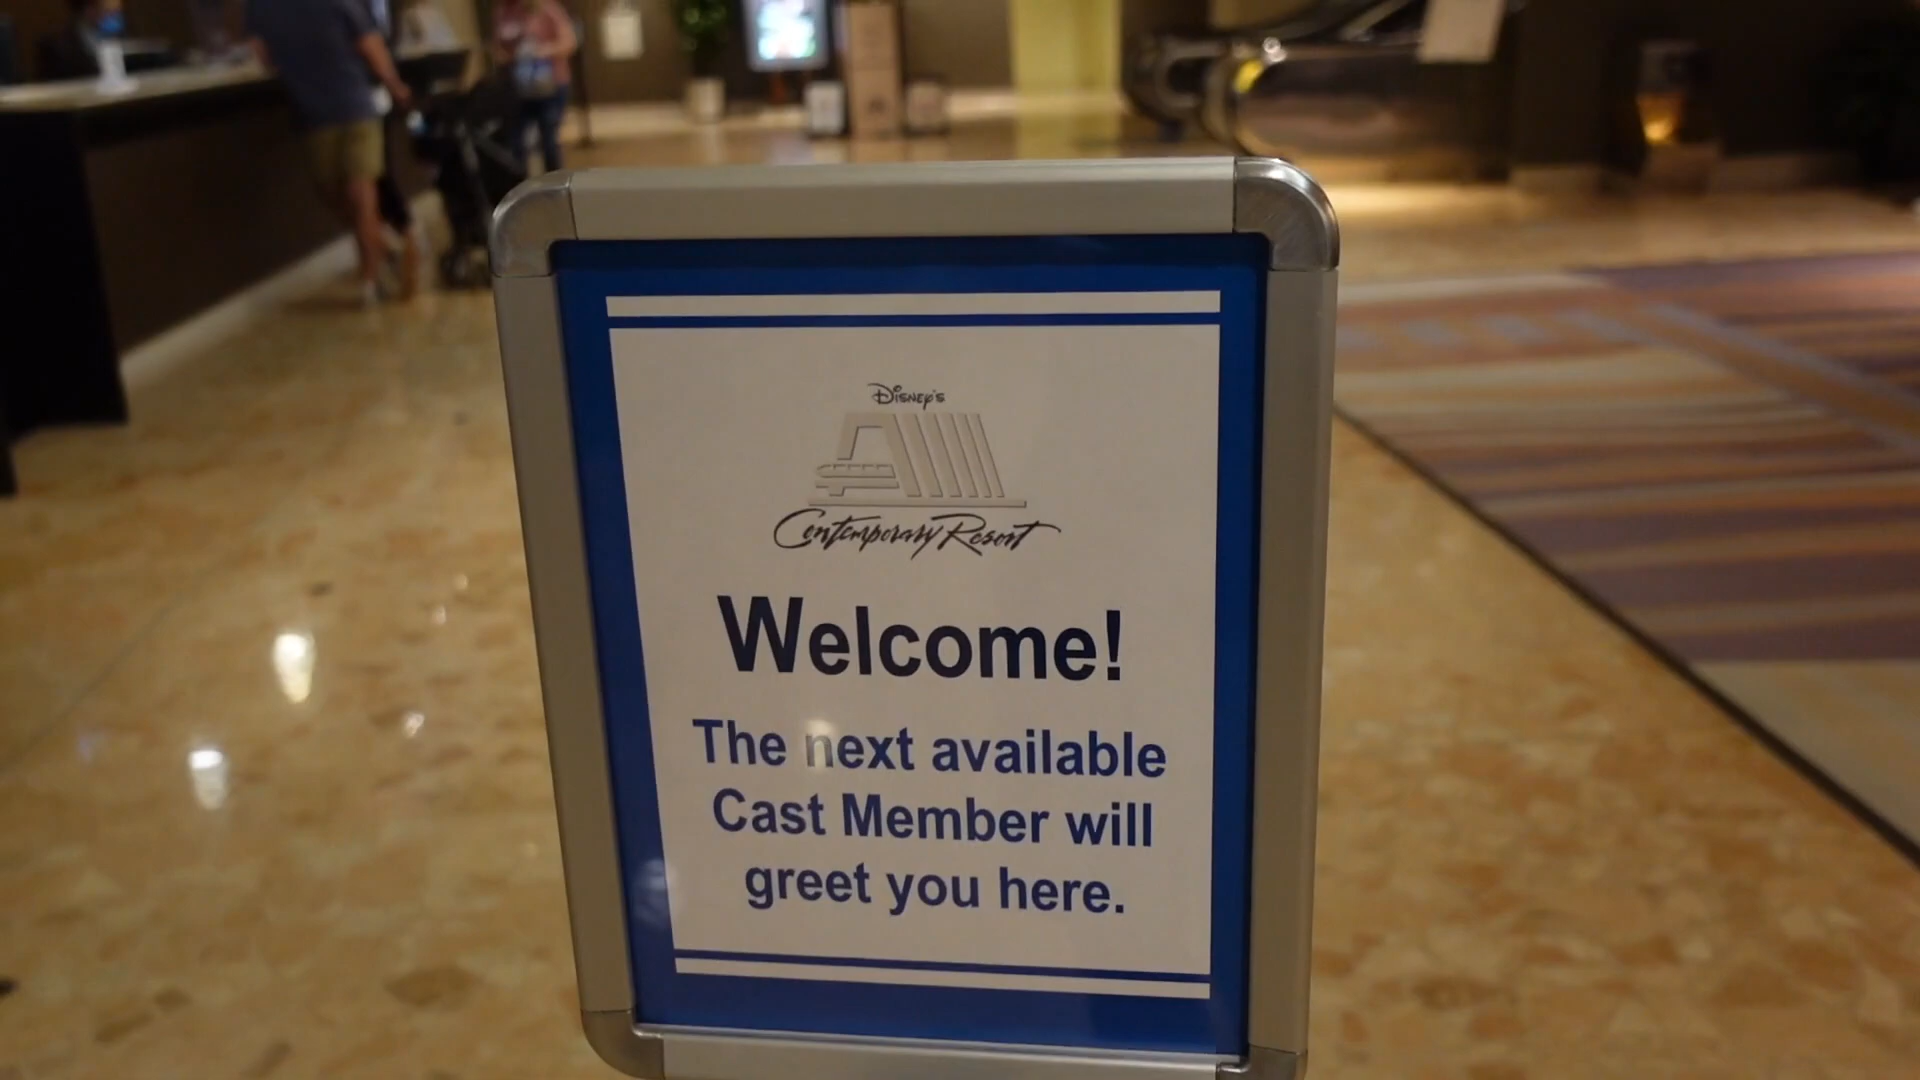 Disney's
Contemporary Resort
Welcome!
The next available
Cast Member will
greet you here.